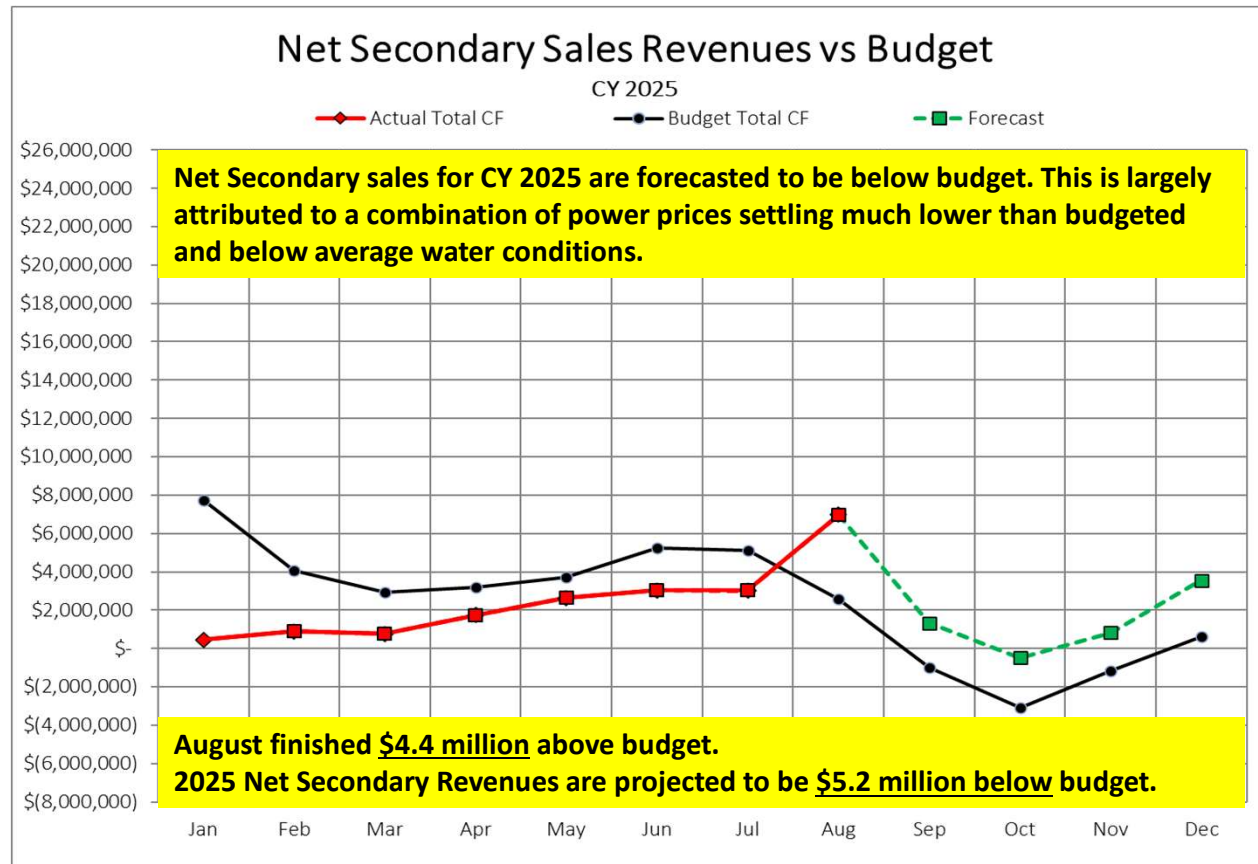 Net Secondary Sales Revenues vs Budget
CY 2025
Actual Total CF
Budget Total CF
Forecast
$26,000,000
$24,000,000
$22,000,000
$20,000,000
$18,000,000
$16,000,000
$14,000,000
$12,000,000
$10,000,000
$8,000,000
$6,000,000
$4,000,000
$2,000,000
$-
$(2,000,000)
$(4,000,000)
$(6,000,000)
$(8,000,000)
Net Secondary sales for CY 2025 are forecasted to be below budget. This is largely
attributed to a combination of power prices settling much lower than budgeted
and below average water conditions.
August finished $4.4 million above budget.
2025 Net Secondary Revenues are projected to be $5.2 million below budget.
Jan Feb Mar Apr May Jun Jul Aug Sep Oct Nov Dec